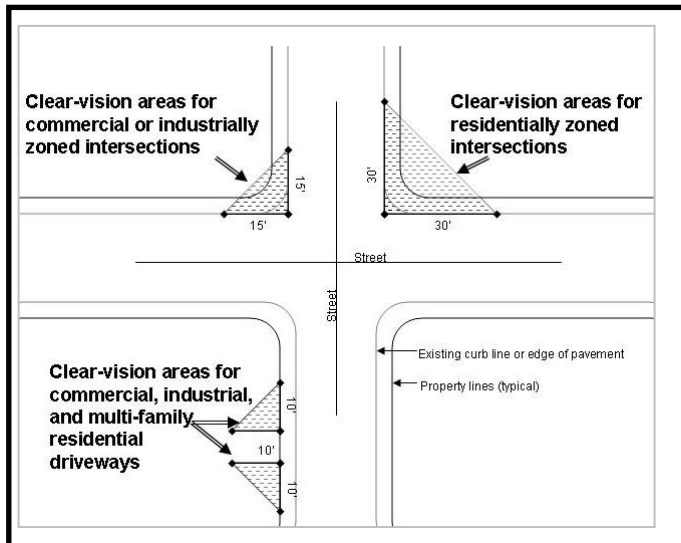 Clear-vision areas for
commercial or industrially
zoned intersections
Clear-vision areas for
residentially zoned
intersections
15'
15'
30'
30'
Street
Street
Existing curb line or edge of pavement
Property lines (typical)
Clear-vision areas for
commercial, industrial,
and multi-family
residential
driveways
10'
10'
10'